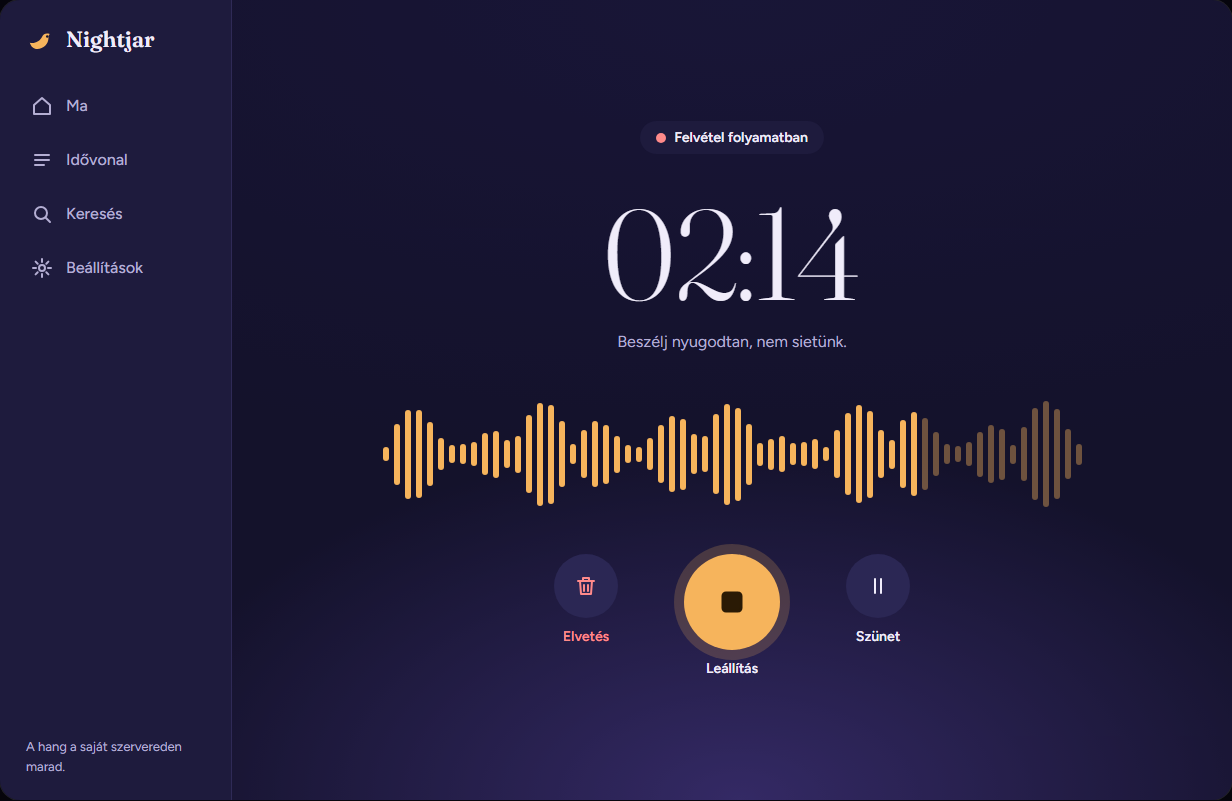 Nightjar
Ma
Idővonal
Keresés
Beállítások
A hang a saját szervereden
marad.
Felvétel folyamatban
02:14
Beszélj nyugodtan, nem sietünk.
Elvetés
Leállítás
Szünet